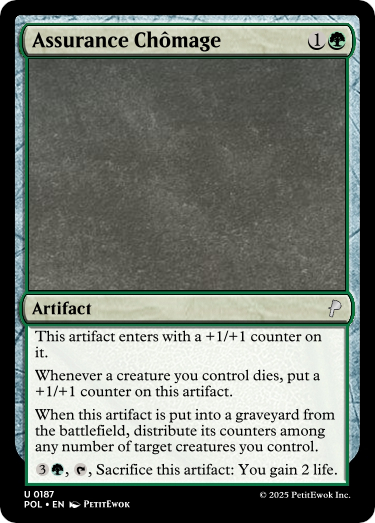 Assurance Chômage 1
Artifact
This artifact enters with a +1/+1 counter on
it.
Whenever a creature you control dies, put a
+1/+1 counter on this artifact.
When this artifact is put into a graveyard from
the battlefield, distribute its counters among
any number of target creatures you control.
3, , Sacrifice this artifact: You gain 2 life.
U 0187
POL • EN PetitEwok
© 2025 PetitEwok Inc.